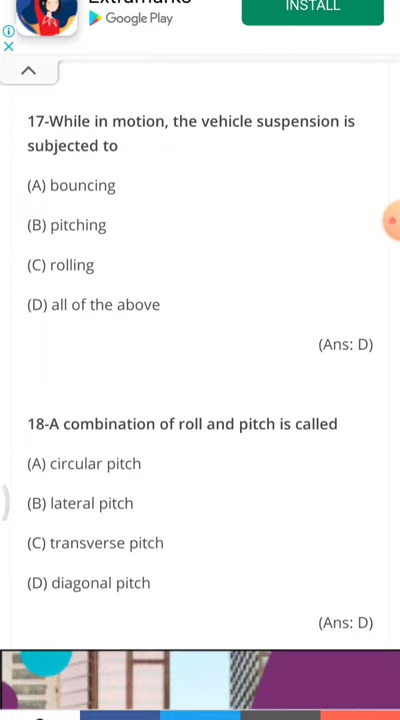 INSTALL
Google Play
17-While in motion, the vehicle suspension is
subjected to
(A) bouncing
(B) pitching
(C) rolling
(D) all of the above
(Ans: D)
18-A combination of roll and pitch is called
(A) circular pitch
(B) lateral pitch
(C) transverse pitch
(D) diagonal pitch
(Ans: D)